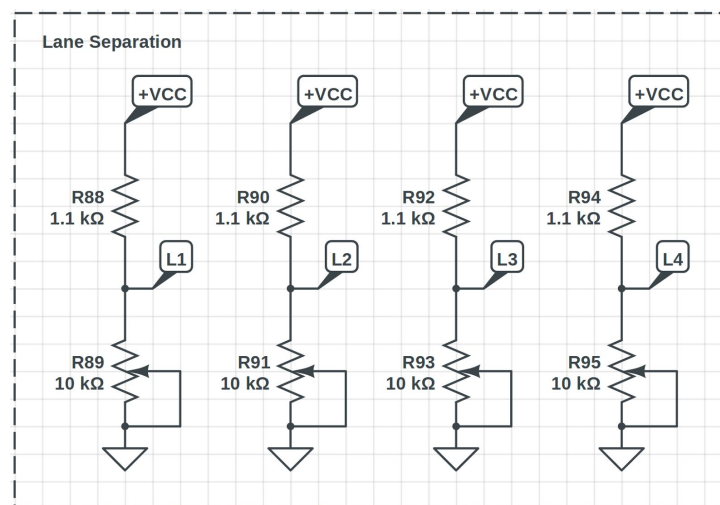 Lane Separation
+VCC
+VCC
+VCC
+VCC
R88
1.1 kΩ
R90
1.1 kΩ
R92
1.1 kΩ
R94
1.1 kΩ
L1
L2
L3
L4
R89
10 kΩ
R91
10 kΩ
R93
10 kΩ
R95
10 kΩ